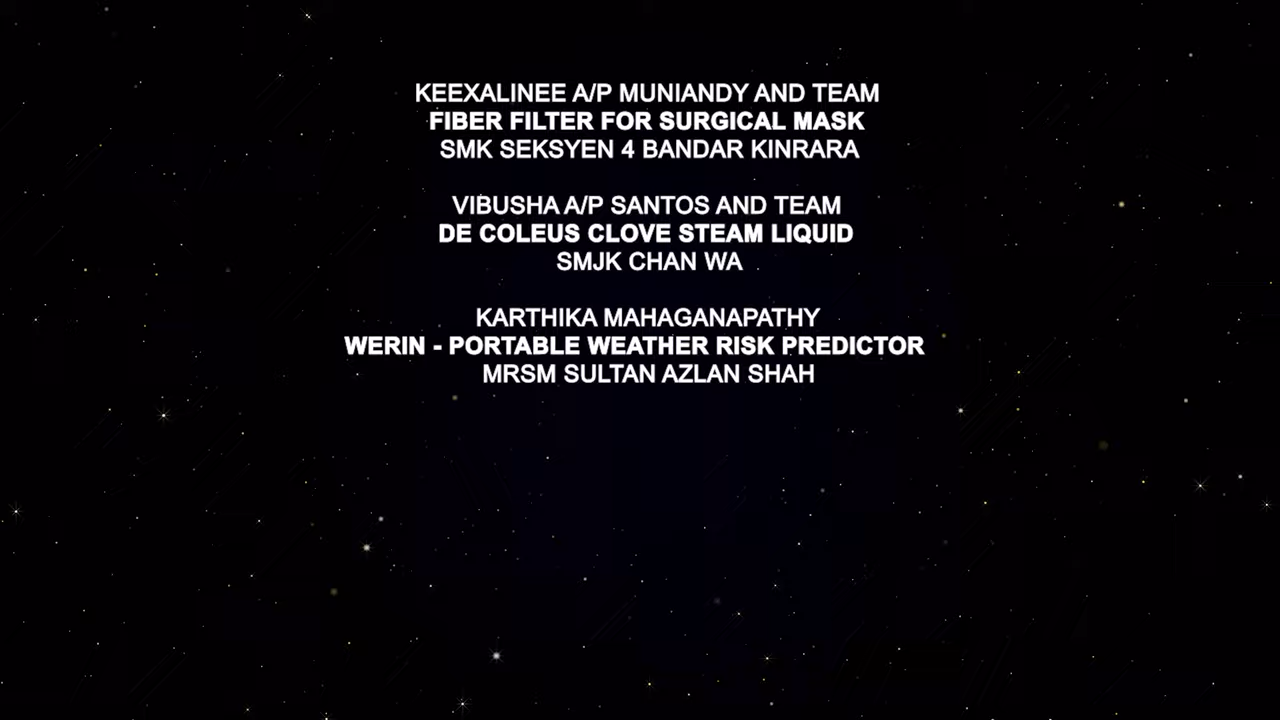 KEEXALINEE A/P MUNIANDY AND TEAM
FIBER FILTER FOR SURGICAL MASK
SMK SEKSYEN 4 BANDAR KINRARA
VIBUSHA A/P SANTOS AND TEAM
DE COLEUS CLOVE STEAM LIQUID
SMJK CHAN WA
KARTHIKA MAHAGANAPATHY
WERIN - PORTABLE WEATHER RISK PREDICTOR
MRSM SULTAN AZLAN SHAH